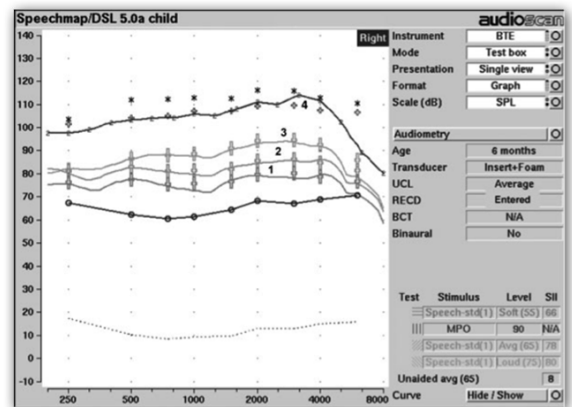 Speechmap/DSL 5.0a child
audioscan
Right
140
130
120
110
100
90
80
70
60
50
40
30
20
10
0
-10
250
500
1000
2000
4000
8000
4
3
2
1
Instrument BTE
Mode Test box
Presentation Single view
Format Graph
Scale (dB) SPL
Audiometry
Age 6 months
Transducer Insert+Foam
UCL Average
RECD Entered
BCT N/A
Binaural No
Test Stimulus Level SII
Speech-std(1) Soft (55) 66
MPO 90 N/A
Speech-std(1) Avg (65) 78
Speech-std(1) Loud (75) 80
Unaided avg (65) 8
Curve Hide / Show